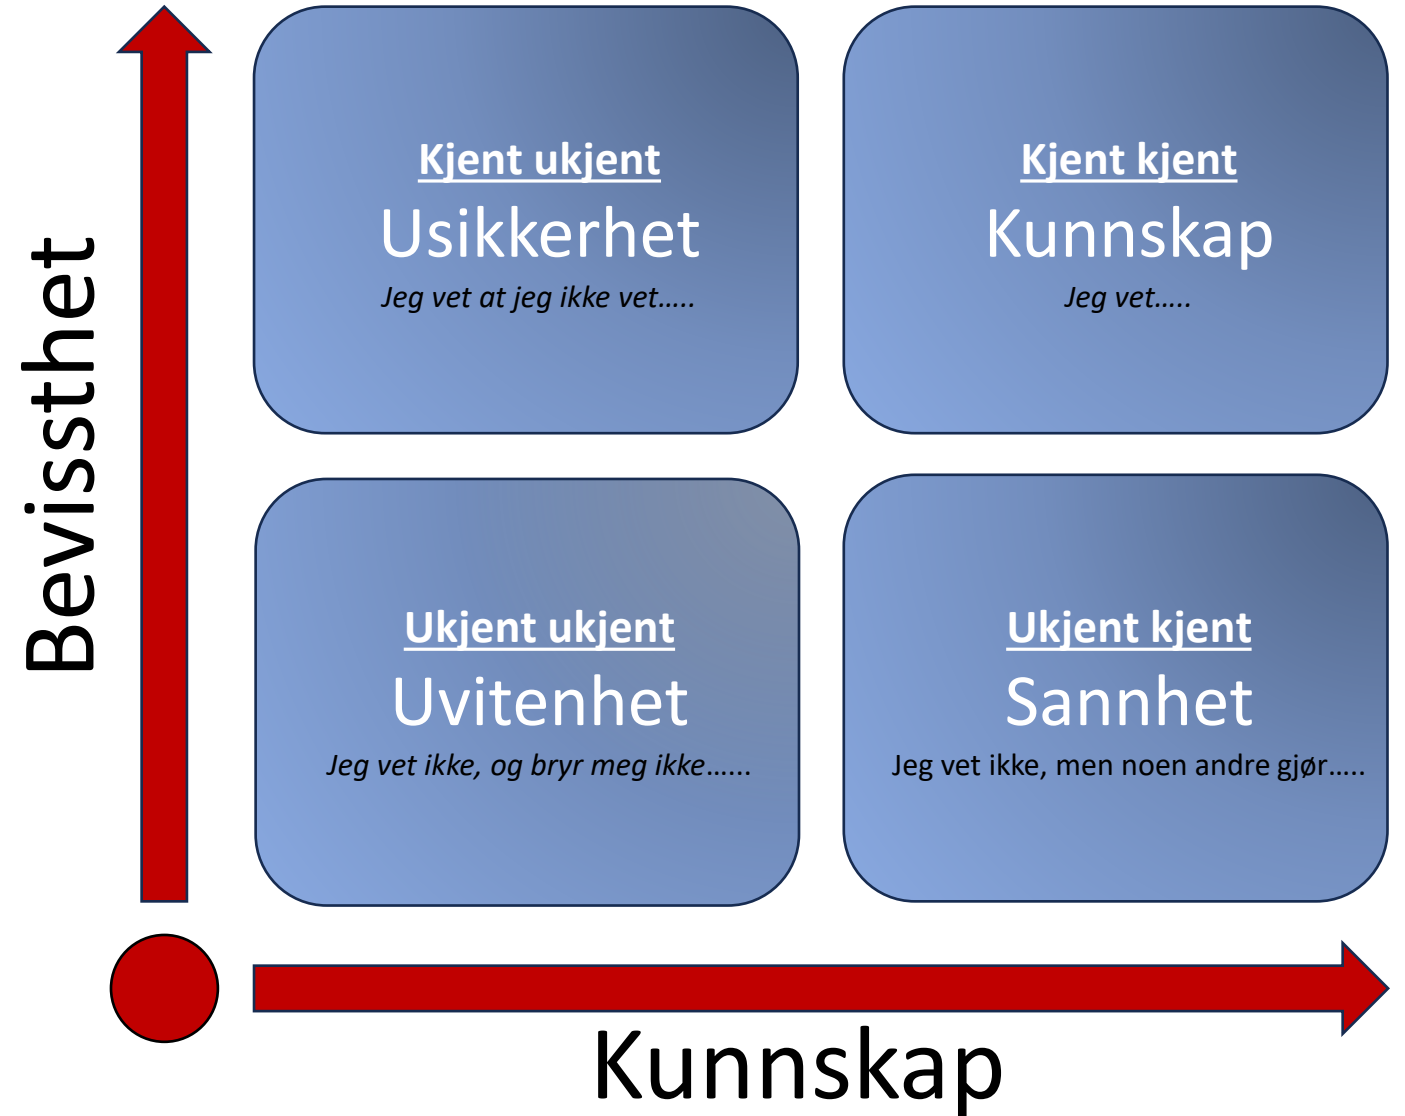 Bevissthet
Kjent ukjent
Usikkerhet
Jeg vet at jeg ikke vet.....
Kjent kjent
Kunnskap
Jeg vet.....
Ukjent ukjent
Uvitenhet
Jeg vet ikke, og bryr meg ikke......
Ukjent kjent
Sannhet
Jeg vet ikke, men noen andre gjør.....
Kunnskap